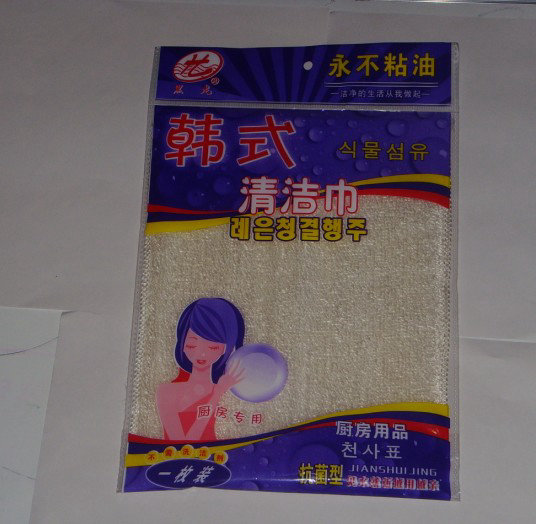 永不粘油
—洁净的生活从我做起—
韩式
식물섬유
清洁巾
레은청결행주
厨房专用
厨房用品
천사표
不需洗洁剂
一枚装
抗菌型
JIANSHUIJING